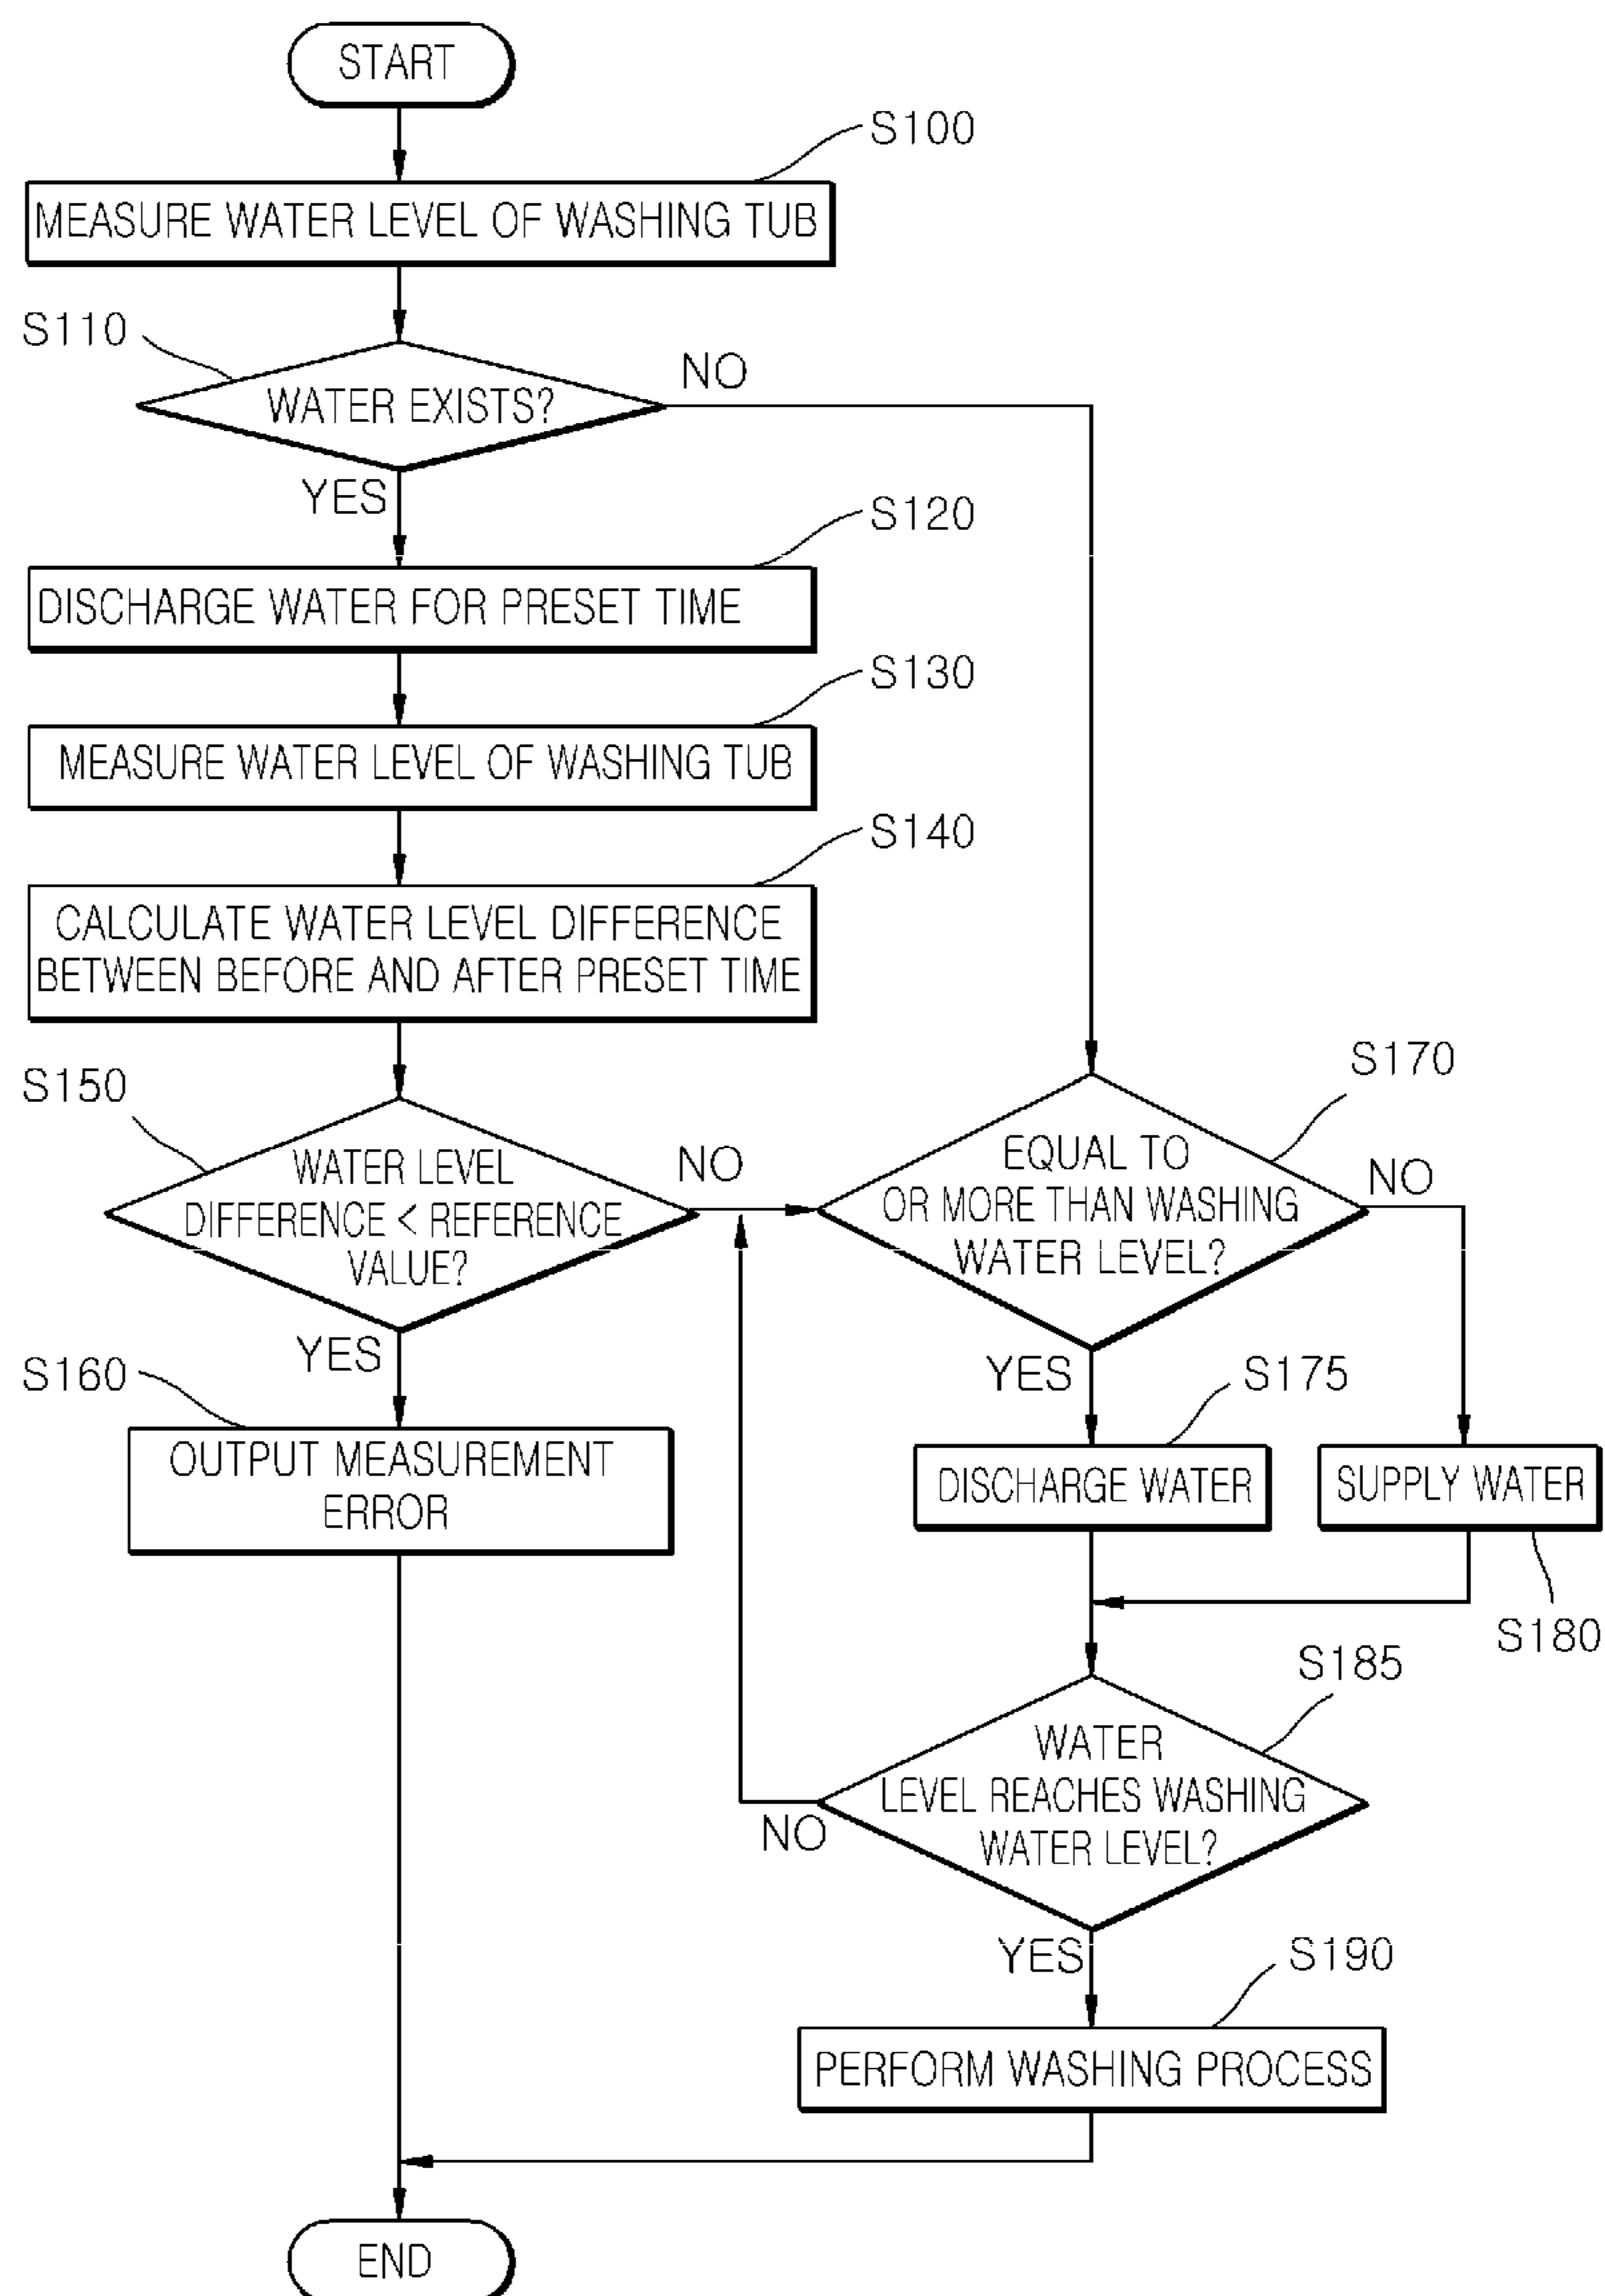 START
S100
MEASURE WATER LEVEL OF WASHING TUB
S110
WATER EXISTS?
NO
YES
S120
DISCHARGE WATER FOR PRESET TIME
S130
MEASURE WATER LEVEL OF WASHING TUB
S140
CALCULATE WATER LEVEL DIFFERENCE
BETWEEN BEFORE AND AFTER PRESET TIME
S150
WATER LEVEL
DIFFERENCE < REFERENCE
VALUE?
NO
YES
S160
OUTPUT MEASUREMENT
ERROR
S170
EQUAL TO
OR MORE THAN WASHING
WATER LEVEL?
NO
YES
S175
DISCHARGE WATER
SUPPLY WATER
S180
S185
WATER
LEVEL REACHES WASHING
WATER LEVEL?
NO
YES
S190
PERFORM WASHING PROCESS
END